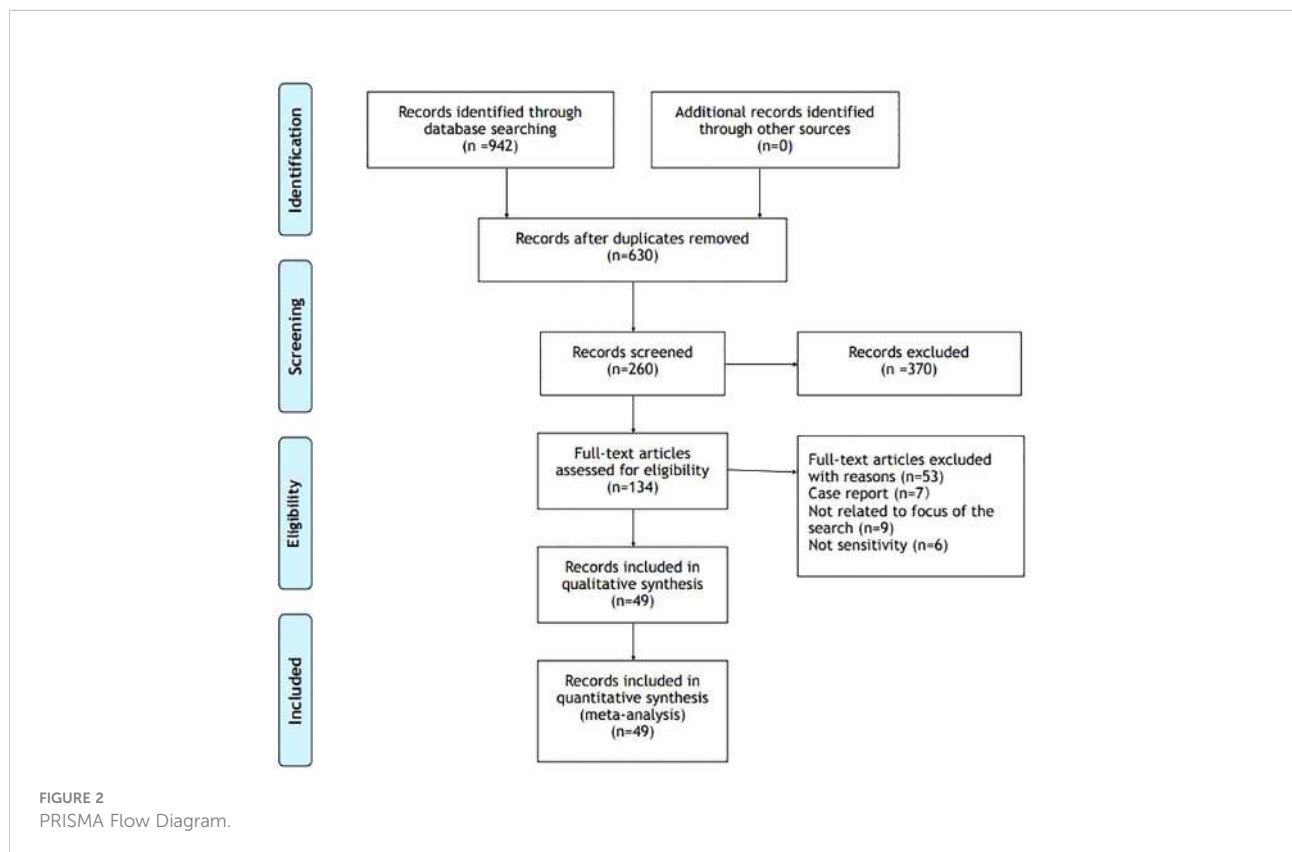 Identification
Records identified through
database searching
(n =942)
Additional records identified
through other sources
(n=0)
Records after duplicates removed
(n=630)
Screening
Records screened
(n=260)
Records excluded
(n =370)
Eligibility
Full-text articles
assessed for eligibility
(n=134)
Full-text articles excluded
with reasons (n=53)
Case report (n=7)
Not related to focus of the
search (n=9)
Not sensitivity (n=6)
Records included in
qualitative synthesis
(n=49)
Included
Records included in
quantitative synthesis
(meta-analysis)
(n=49)
FIGURE 2
PRISMA Flow Diagram.